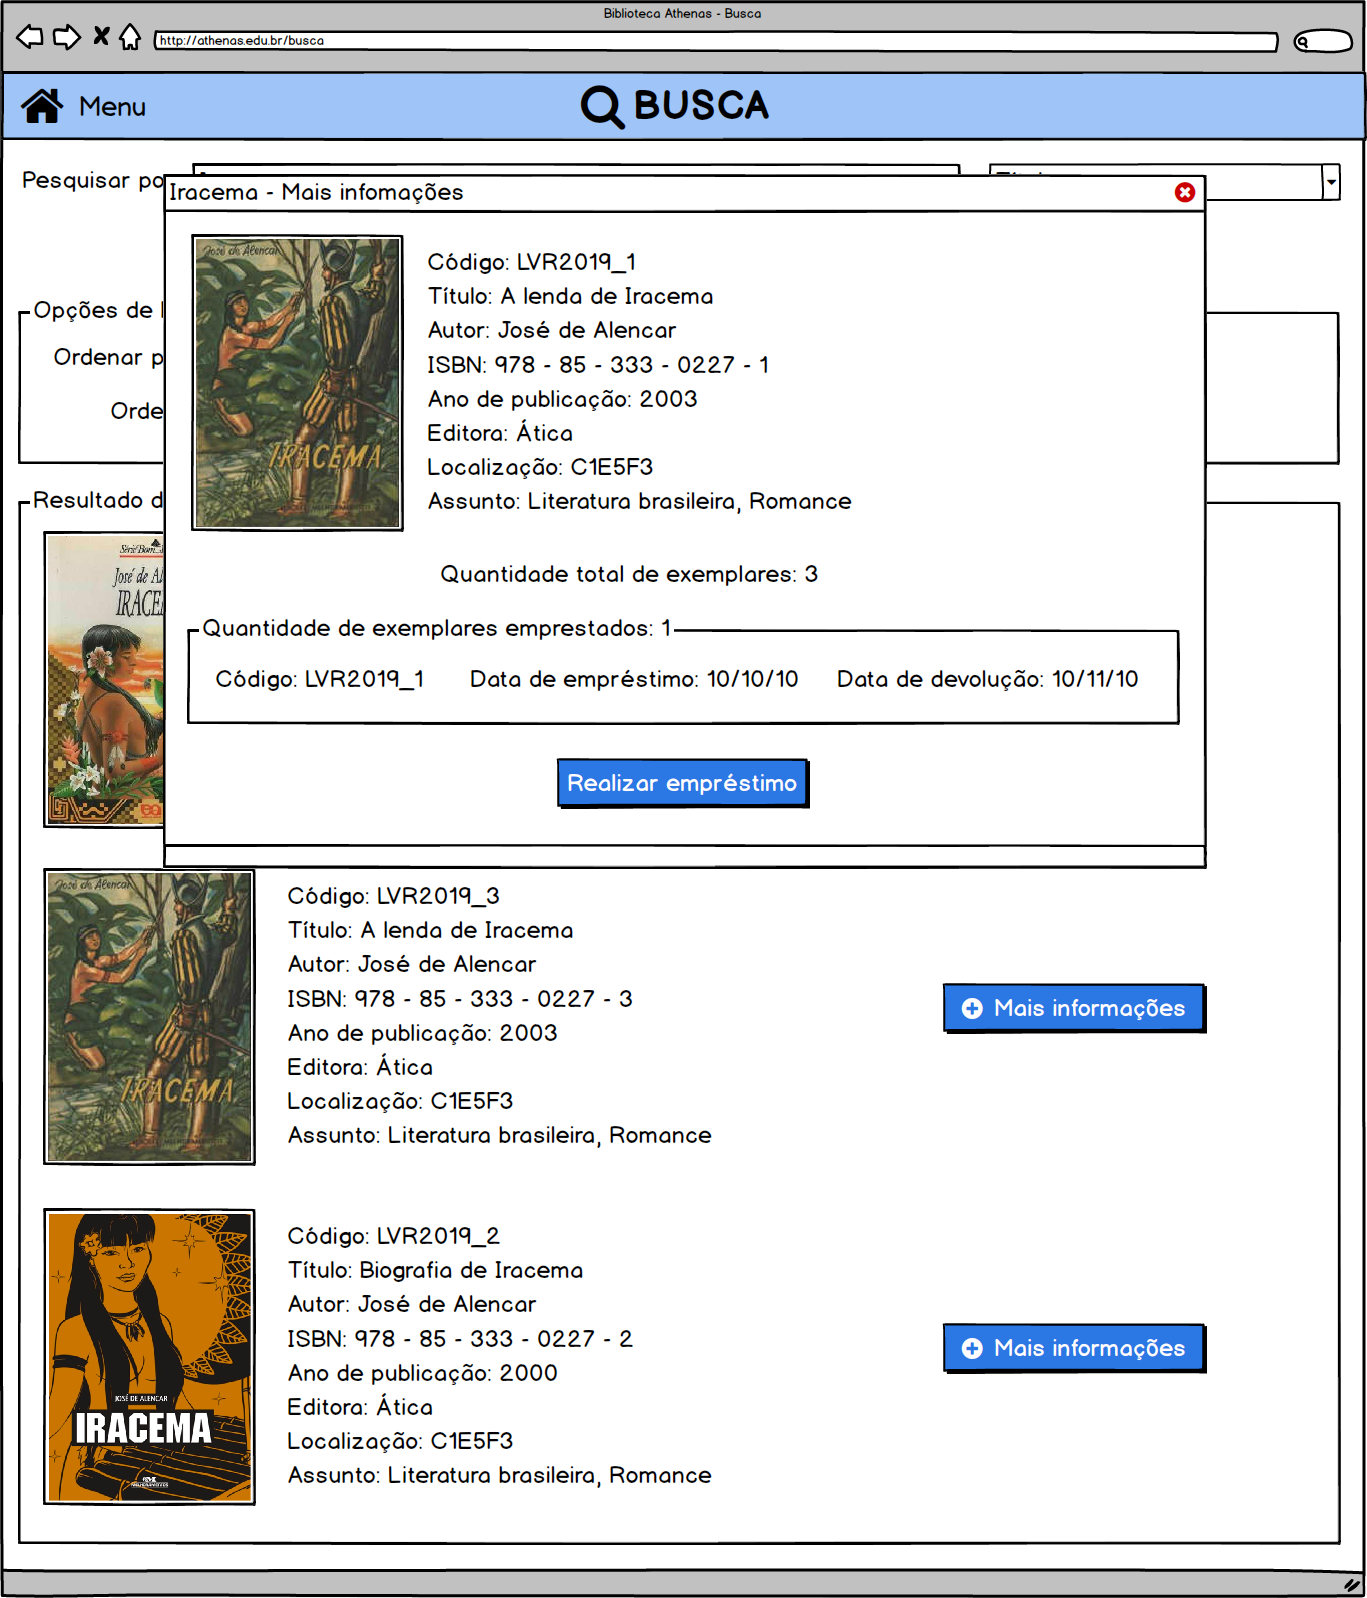 Biblioteca Athenas - Busca
http://athenas.edu.br/busca
Menu
BUSCA
Pesquisar po
Iracema - Mais infomações
José de Alencar
IRACEMA
Código: LVR2019_1
Título: A lenda de Iracema
Autor: José de Alencar
ISBN: 978 - 85 - 333 - 0227 - 1
Ano de publicação: 2003
Editora: Ática
Localização: C1E5F3
Assunto: Literatura brasileira, Romance
Quantidade total de exemplares: 3
Quantidade de exemplares emprestados: 1
Código: LVR2019_1 Data de empréstimo: 10/10/10 Data de devolução: 10/11/10
Realizar empréstimo
Opções de
Ordenar p
Orde
Resultado d
Série Bom
José de Al
IRACE
José de Alencar
IRACEMA
Código: LVR2019_3
Título: A lenda de Iracema
Autor: José de Alencar
ISBN: 978 - 85 - 333 - 0227 - 3
Ano de publicação: 2003
Editora: Ática
Localização: C1E5F3
Assunto: Literatura brasileira, Romance
Mais informações
JOSÉ DE ALENCAR
IRACEMA
Código: LVR2019_2
Título: Biografia de Iracema
Autor: José de Alencar
ISBN: 978 - 85 - 333 - 0227 - 2
Ano de publicação: 2000
Editora: Ática
Localização: C1E5F3
Assunto: Literatura brasileira, Romance
Mais informações